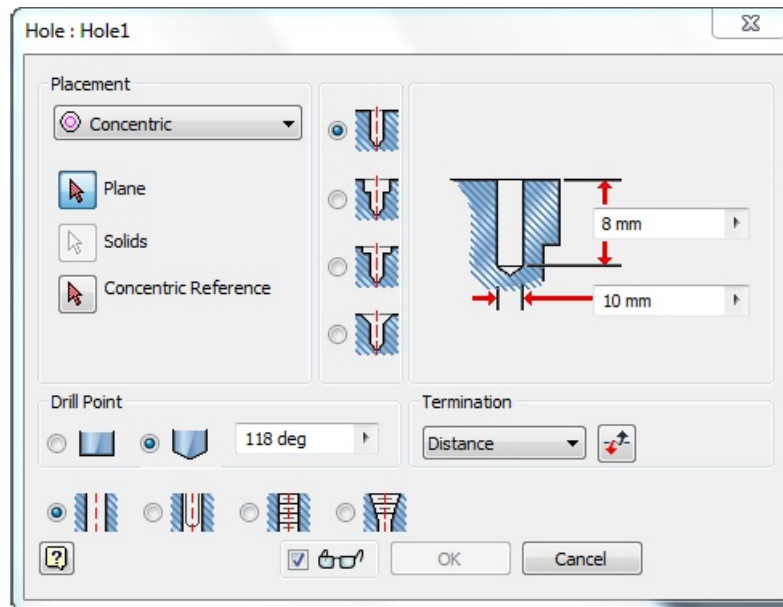 Hole : Hole1
Placement
Concentric
Plane
Solids
Concentric Reference
8 mm
10 mm
Drill Point
118 deg
Termination
Distance
?
OK
Cancel